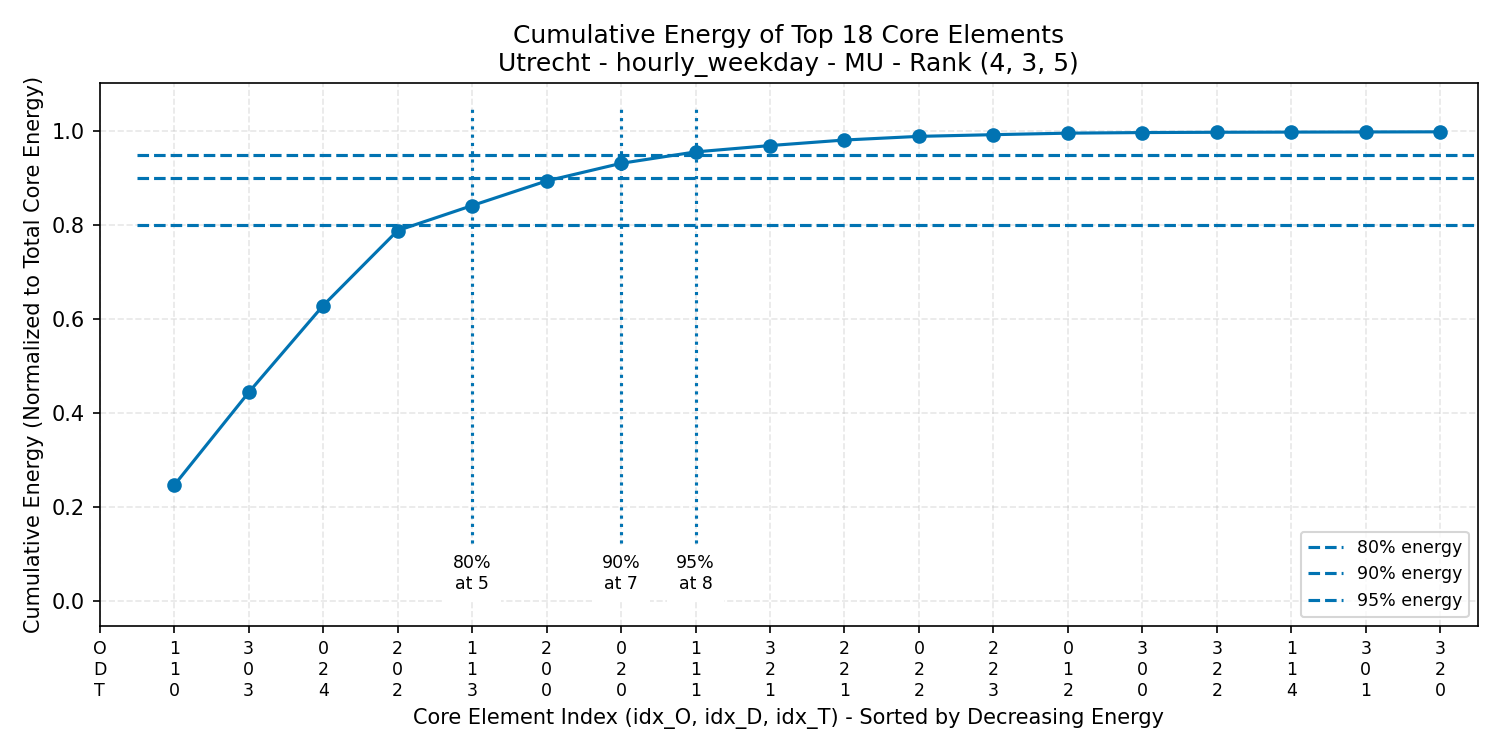 Cumulative Energy of Top 18 Core Elements
Utrecht - hourly_weekday - MU - Rank (4, 3, 5)
Cumulative Energy (Normalized to Total Core Energy)
1.0
0.8
0.6
0.4
0.2
0.0
80% 90% 95%
at 5 at 7 at 8
80% energy
90% energy
95% energy
O 1 3 0 2 1 2 0 1 3 2 0 2 0 3 3 1 3 3
D 1 0 2 0 1 0 2 1 2 2 2 2 1 0 2 1 0 2
T 0 3 4 2 3 0 0 1 1 1 2 3 2 0 2 4 1 0
Core Element Index (idx_O, idx_D, idx_T) - Sorted by Decreasing Energy